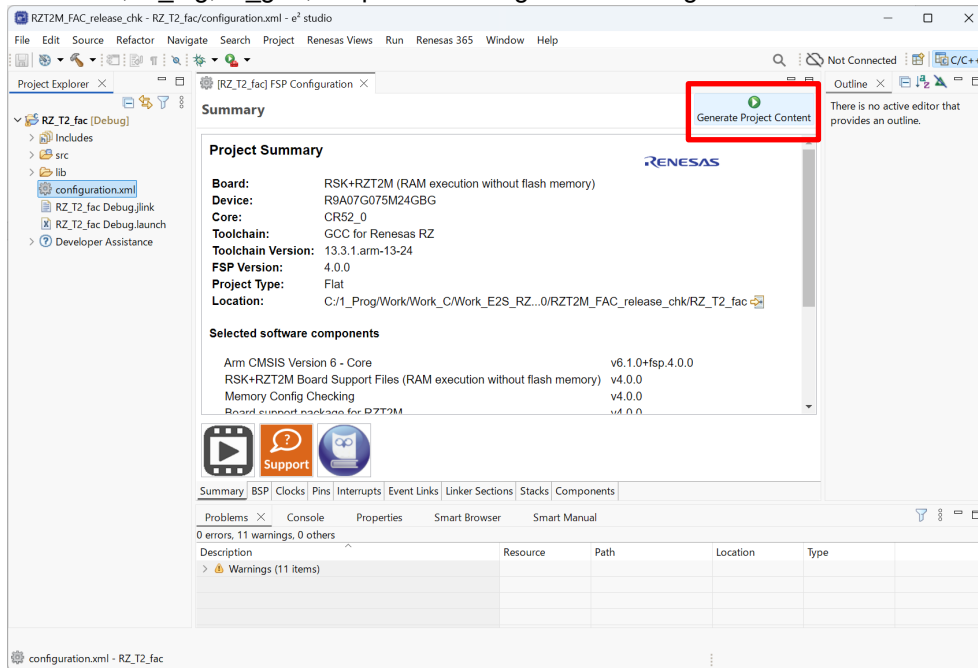 RZT2M_FAC_release_chk - RZ_T2_fac/configuration.xml - e² studio
File Edit Source Refactor Navigate Search Project Renesas Views Run Renesas 365 Window Help
Not Connected C/C++
Project Explorer
[RZ_T2_fac] FSP Configuration
Outline
RZ_T2_fac [Debug]
Includes
src
lib
configuration.xml
RZ_T2_fac Debug.jlink
RZ_T2_fac Debug.launch
Developer Assistance
Summary
Generate Project Content
There is no active editor that
provides an outline.
Project Summary
RENESAS
Board: RSK+RZT2M (RAM execution without flash memory)
Device: R9A07G075M24GBG
Core: CR52_0
Toolchain: GCC for Renesas RZ
Toolchain Version: 13.3.1.arm-13-24
FSP Version: 4.0.0
Project Type: Flat
Location: C:/1_Prog/Work/Work_C/Work_E2S_RZ...0/RZT2M_FAC_release_chk/RZ_T2_fac
Selected software components
Arm CMSIS Version 6 - Core v6.1.0+fsp.4.0.0
RSK+RZT2M Board Support Files (RAM execution without flash memory) v4.0.0
Memory Config Checking v4.0.0
Board support package for RZT2M v4.0.0
Support
Summary BSP Clocks Pins Interrupts Event Links Linker Sections Stacks Components
Problems Console Properties Smart Browser Smart Manual
0 errors, 11 warnings, 0 others
Description Resource Path Location Type
Warnings (11 items)
configuration.xml - RZ_T2_fac